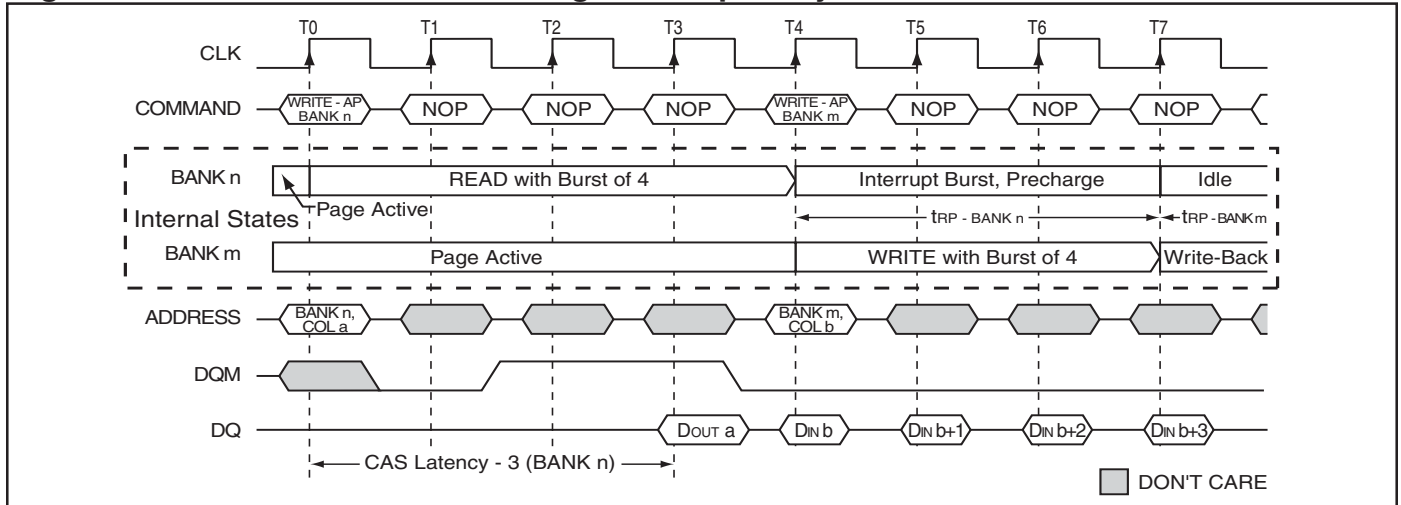 T0 T1 T2 T3 T4 T5 T6 T7
CLK
COMMAND WRITE - AP BANK n NOP NOP NOP WRITE - AP BANK m NOP NOP NOP
BANK n READ with Burst of 4 Interrupt Burst, Precharge Idle
Page Active
Internal States
tRP - BANK n tRP - BANK m
BANK m Page Active WRITE with Burst of 4 Write-Back
ADDRESS BANK n, COL a BANK m, COL b
DQM
DQ DOUT a DIN b DIN b+1 DIN b+2 DIN b+3
CAS Latency - 3 (BANK n)
DON'T CARE